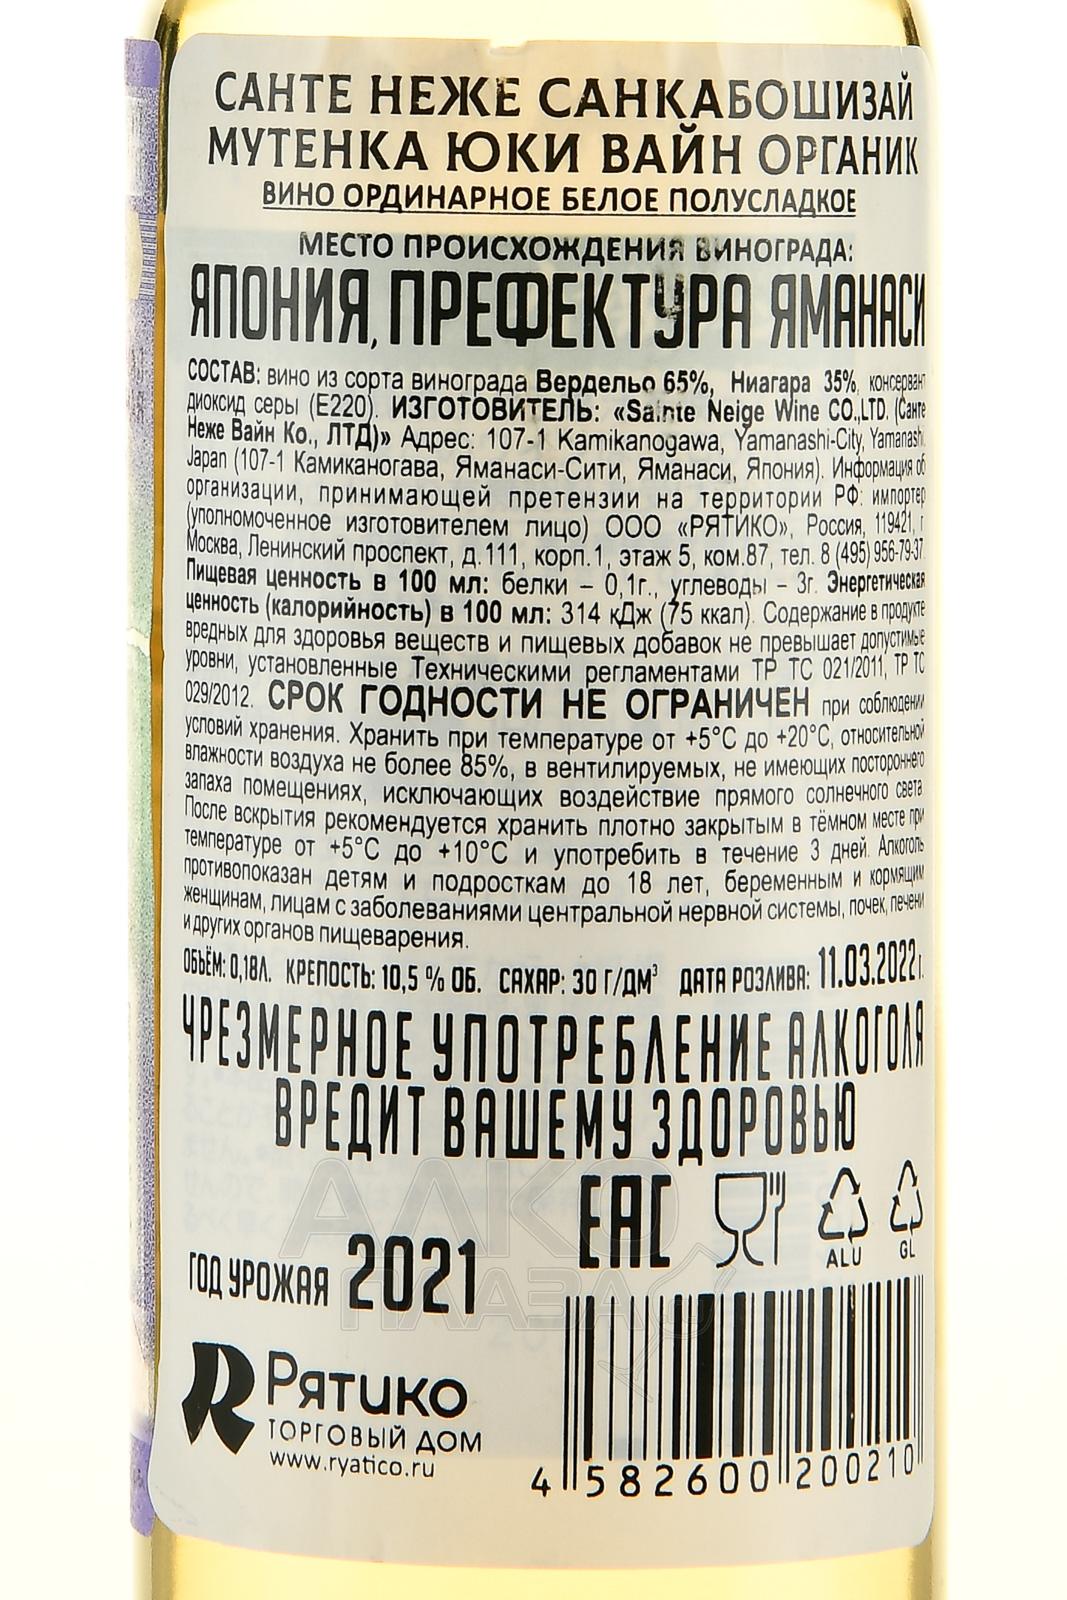 САНТЕ НЕЖЕ САНКАБОШИЗАЙ
МУТЕНКА ЮКИ ВАЙН ОРГАНИК
ВИНО ОРДИНАРНОЕ БЕЛОЕ ПОЛУСЛАДКОЕ
МЕСТО ПРОИСХОЖДЕНИЯ ВИНОГРАДА:
ЯПОНИЯ, ПРЕФЕКТУРА ЯМАНАСИ
СОСТАВ: вино из сорта винограда Вердельо 65%, Ниагара 35%, консервант
диоксид серы (E220). ИЗГОТОВИТЕЛЬ: «Sainte Neige Wine CO.,LTD. (Санте
Неже Вайн Ко., ЛТД)» Адрес: 107-1 Kamikanogawa, Yamanashi-City, Yamanashi,
Japan (107-1 Камиканогава, Яманаси-Сити, Яманаси, Япония). Информация об
организации, принимающей претензии на территории РФ: импортер
(уполномоченное изготовителем лицо) ООО «РЯТИКО», Россия, 119421, г.
Москва, Ленинский проспект, д.111, корп.1, этаж 5, ком.87, тел. 8 (495) 956-79-37.
Пищевая ценность в 100 мл: белки – 0,1г., углеводы – 3г. Энергетическая
ценность (калорийность) в 100 мл: 314 кДж (75 ккал). Содержание в продукте
вредных для здоровья веществ и пищевых добавок не превышает допустимые
уровни, установленные Техническими регламентами ТР ТС 021/2011, ТР ТС
029/2012. СРОК ГОДНОСТИ НЕ ОГРАНИЧЕН при соблюдении
условий хранения. Хранить при температуре от +5°С до +20°С, относительной
влажности воздуха не более 85%, в вентилируемых, не имеющих постороннего
запаха помещениях, исключающих воздействие прямого солнечного света.
После вскрытия рекомендуется хранить плотно закрытым в тёмном месте при
температуре от +5°С до +10°С и употребить в течение 3 дней. Алкоголь
противопоказан детям и подросткам до 18 лет, беременным и кормящим
женщинам, лицам с заболеваниями центральной нервной системы, почек, печени
и других органов пищеварения.
ОБЪЁМ: 0,18Л. КРЕПОСТЬ: 10,5 % ОБ. САХАР: 30 Г/ДМ³ ДАТА РОЗЛИВА: 11.03.2022 г.
ЧРЕЗМЕРНОЕ УПОТРЕБЛЕНИЕ АЛКОГОЛЯ
ВРЕДИТ ВАШЕМУ ЗДОРОВЬЮ
EAC
ALU GL
ГОД УРОЖАЯ 2021
АЛКО
ПЛАЗА
Рятико
ТОРГОВЫЙ ДОМ
www.ryatico.ru
4 582600 200210